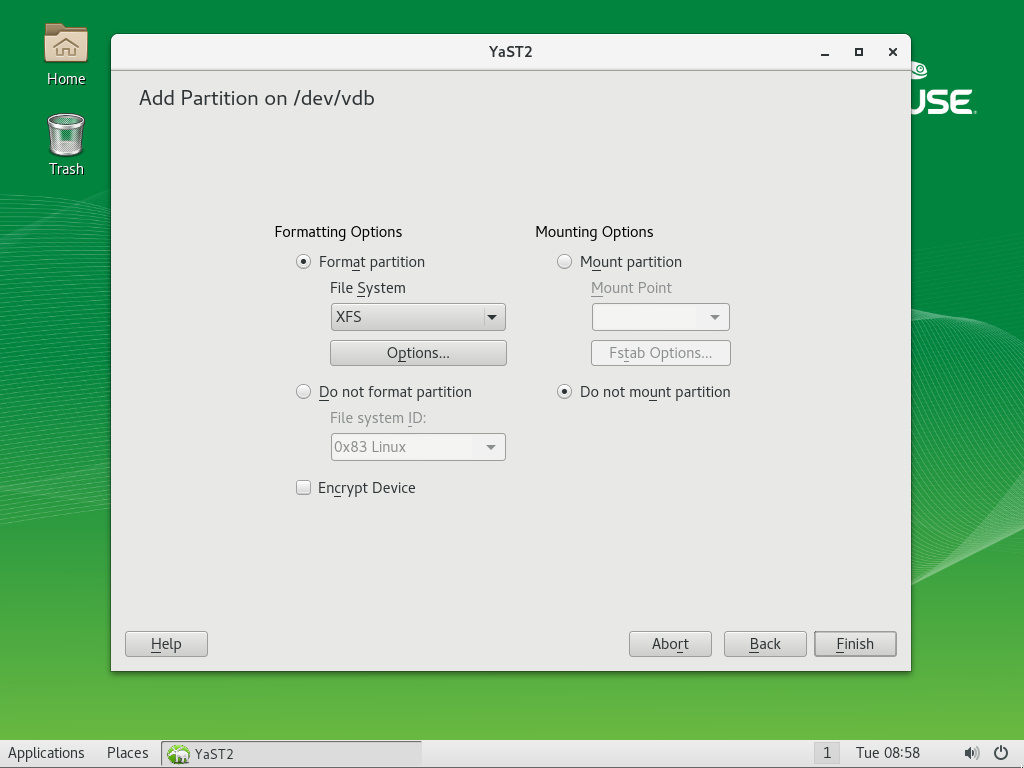 Home
Trash
YaST2
USE
Add Partition on /dev/vdb
Formatting Options
Format partition
File System
XFS
Options...
Do not format partition
File system ID:
0x83 Linux
Encrypt Device
Mounting Options
Mount partition
Mount Point
Fstab Options...
Do not mount partition
Help
Abort
Back
Finish
Applications
Places
YaST2
1
Tue 08:58